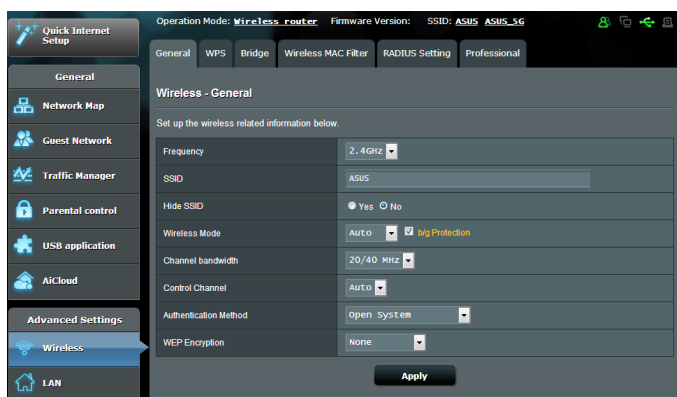 Quick Internet
Setup
Operation Mode: Wireless router Firmware Version: SSID: ASUS ASUS_5G
General WPS Bridge Wireless MAC Filter RADIUS Setting Professional
General
Network Map
Guest Network
Traffic Manager
Parental control
USB application
AiCloud
Advanced Settings
Wireless
LAN
Wireless - General
Set up the wireless related information below.
Frequency 2.4GHz
SSID ASUS
Hide SSID Yes No
Wireless Mode Auto b/g Protection
Channel bandwidth 20/40 MHz
Control Channel Auto
Authentication Method Open System
WEP Encryption None
Apply